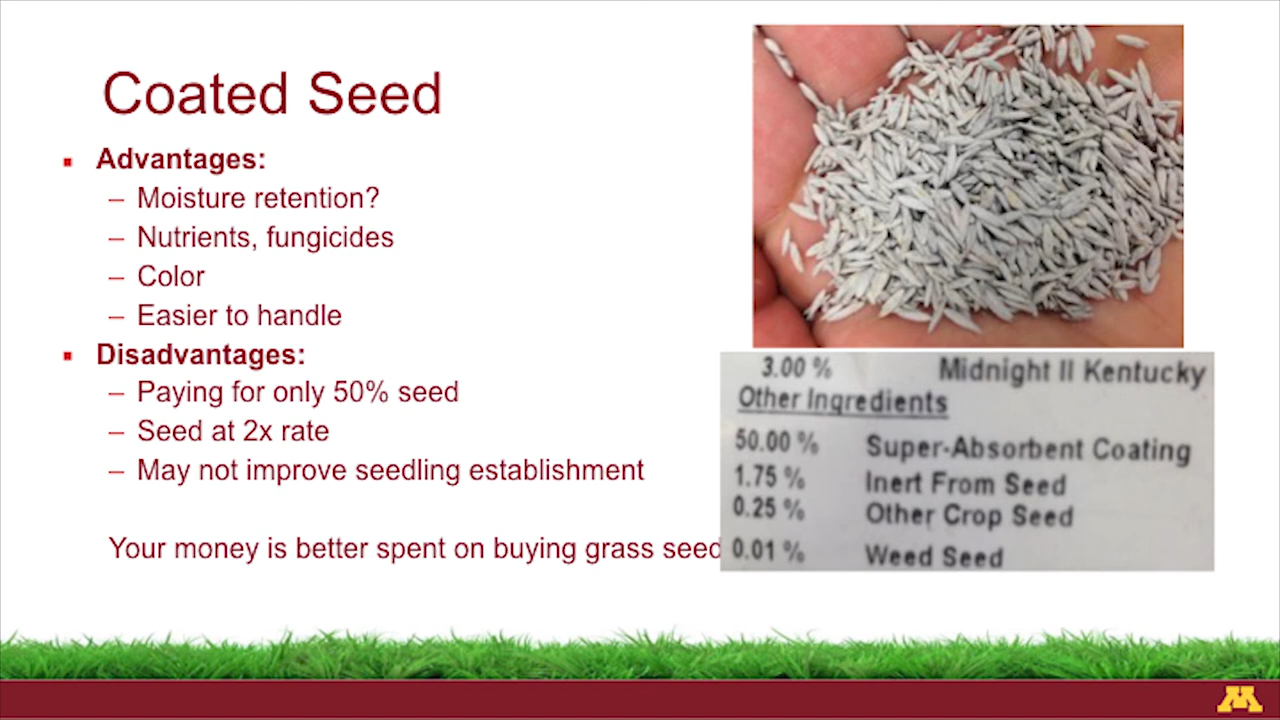 Coated Seed
Advantages:
– Moisture retention?
– Nutrients, fungicides
– Color
– Easier to handle
Disadvantages:
– Paying for only 50% seed
– Seed at 2x rate
– May not improve seedling establishment
Your money is better spent on buying grass seed
3.00 % Midnight II Kentucky
Other Ingredients
50.00 % Super-Absorbent Coating
1.75 % Inert From Seed
0.25 % Other Crop Seed
0.01 % Weed Seed
M